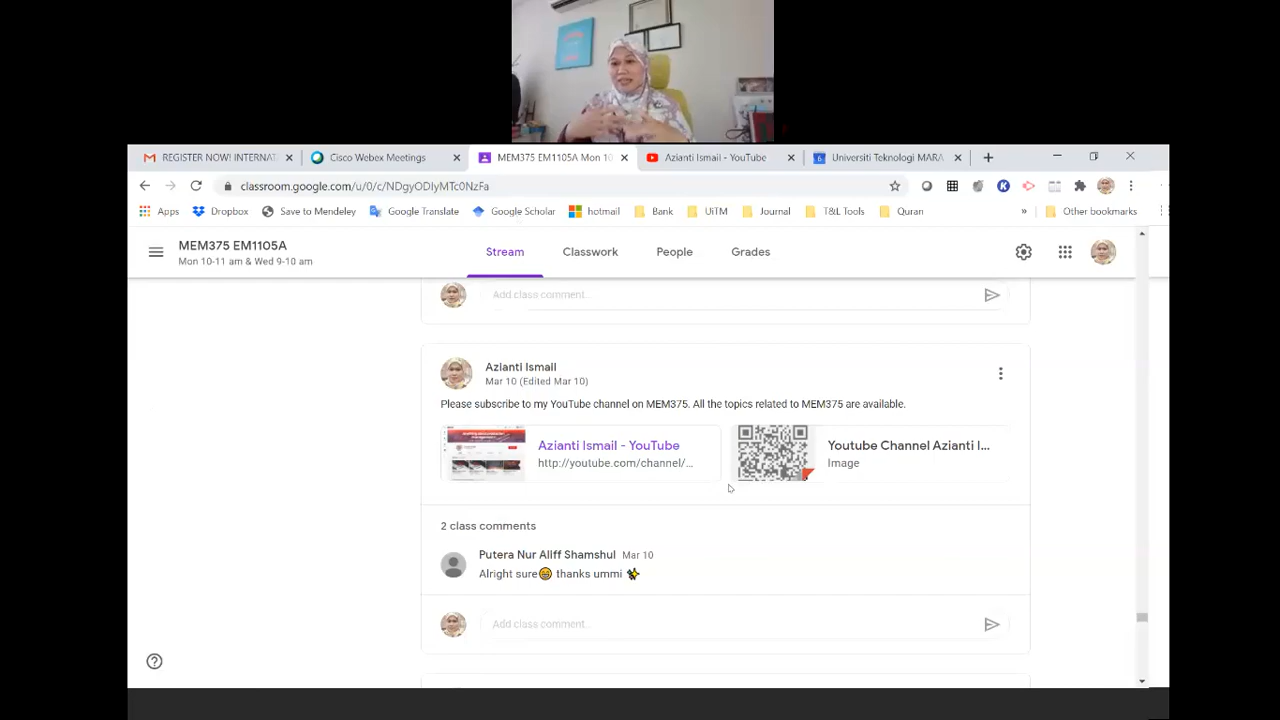 REGISTER NOW! INTERNAT
Cisco Webex Meetings
MEM375 EM1105A Mon 10
Azianti Ismail - YouTube
Universiti Teknologi MARA
classroom.google.com/u/0/c/NDgyODIyMTc0NzFa
Apps
Dropbox
Save to Mendeley
Google Translate
Google Scholar
hotmail
Bank
UiTM
Journal
T&L Tools
Quran
»
Other bookmarks
MEM375 EM1105A
Mon 10-11 am & Wed 9-10 am
Stream
Classwork
People
Grades
Add class comment...
Azianti Ismail
Mar 10 (Edited Mar 10)
Please subscribe to my YouTube channel on MEM375. All the topics related to MEM375 are available.
Azianti Ismail - YouTube
http://youtube.com/channel/...
Youtube Channel Azianti I...
Image
2 class comments
Putera Nur Aliff Shamshul Mar 10
Alright sure😁 thanks ummi ✨
Add class comment...